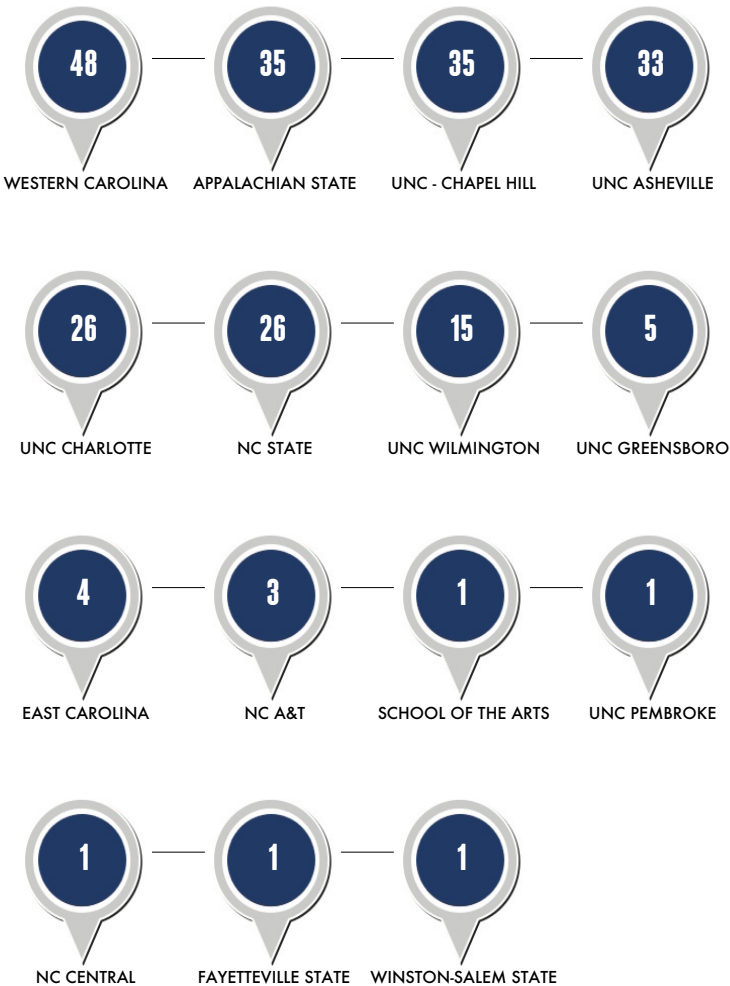 48 35 35 33
WESTERN CAROLINA APPALACHIAN STATE UNC - CHAPEL HILL UNC ASHEVILLE
26 26 15 5
UNC CHARLOTTE NC STATE UNC WILMINGTON UNC GREENSBORO
4 3 1 1
EAST CAROLINA NC A&T SCHOOL OF THE ARTS UNC PEMBROKE
1 1 1
NC CENTRAL FAYETTEVILLE STATE WINSTON-SALEM STATE